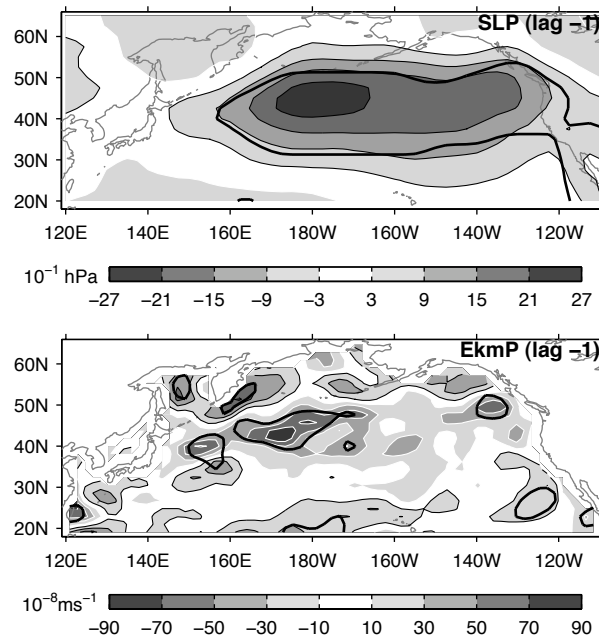 SLP (lag −1)
60N
50N
40N
30N
20N
120E 140E 160E 180W 160W 140W 120W
10⁻¹ hPa
−27 −21 −15 −9 −3 3 9 15 21 27
EkmP (lag −1)
60N
50N
40N
30N
20N
120E 140E 160E 180W 160W 140W 120W
10⁻⁸ms⁻¹
−90 −70 −50 −30 −10 10 30 50 70 90